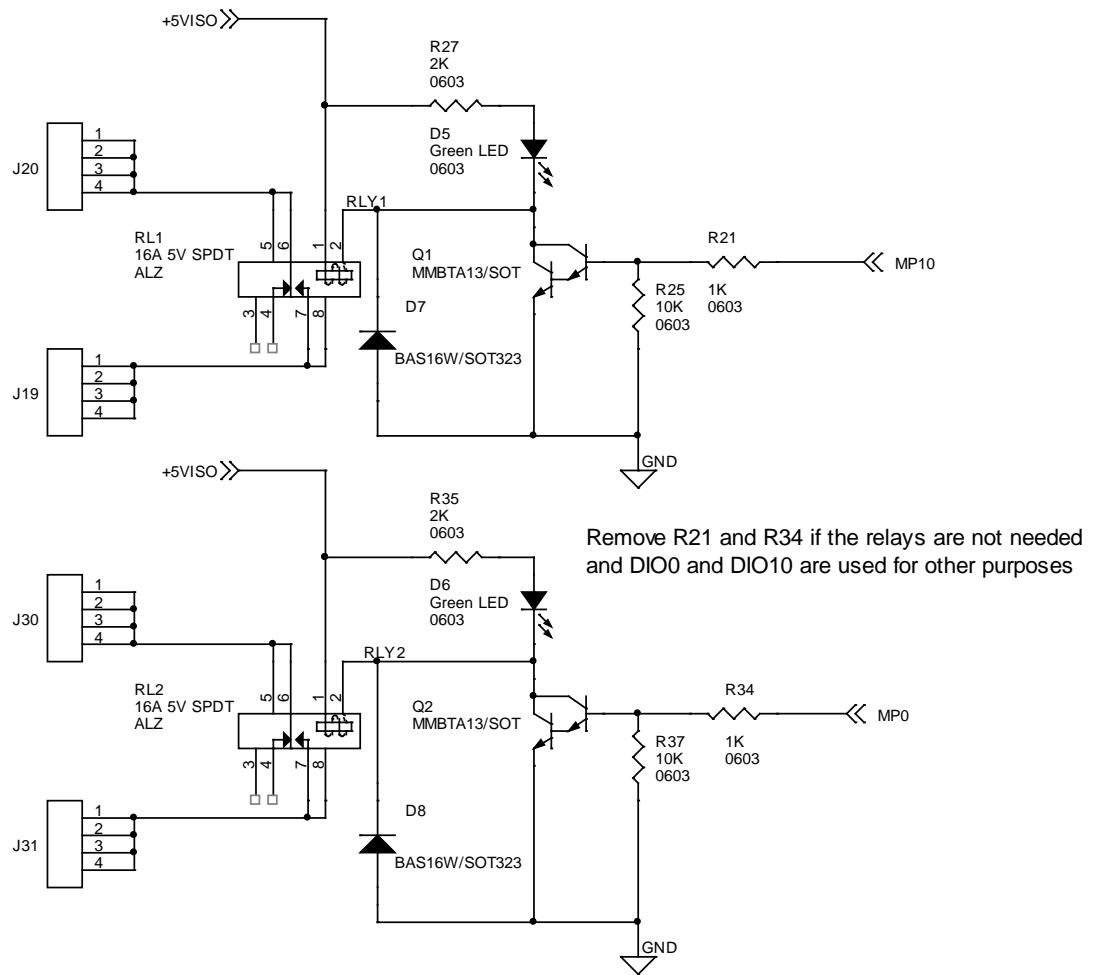 +5VISO
R27
2K
0603
D5
Green LED
0603
J20
1
2
3
4
RLY1
RL1
16A 5V SPDT
ALZ
5
6
1
2
3
4
7
8
Q1
MMBTA13/SOT
R21
1K
0603
MP10
R25
10K
0603
D7
BAS16W/SOT323
J19
1
2
3
4
GND
+5VISO
R35
2K
0603
Remove R21 and R34 if the relays are not needed
and DIO0 and DIO10 are used for other purposes
D6
Green LED
0603
J30
1
2
3
4
RLY2
RL2
16A 5V SPDT
ALZ
5
6
1
2
3
4
7
8
Q2
MMBTA13/SOT
R34
1K
0603
MP0
R37
10K
0603
D8
BAS16W/SOT323
J31
1
2
3
4
GND